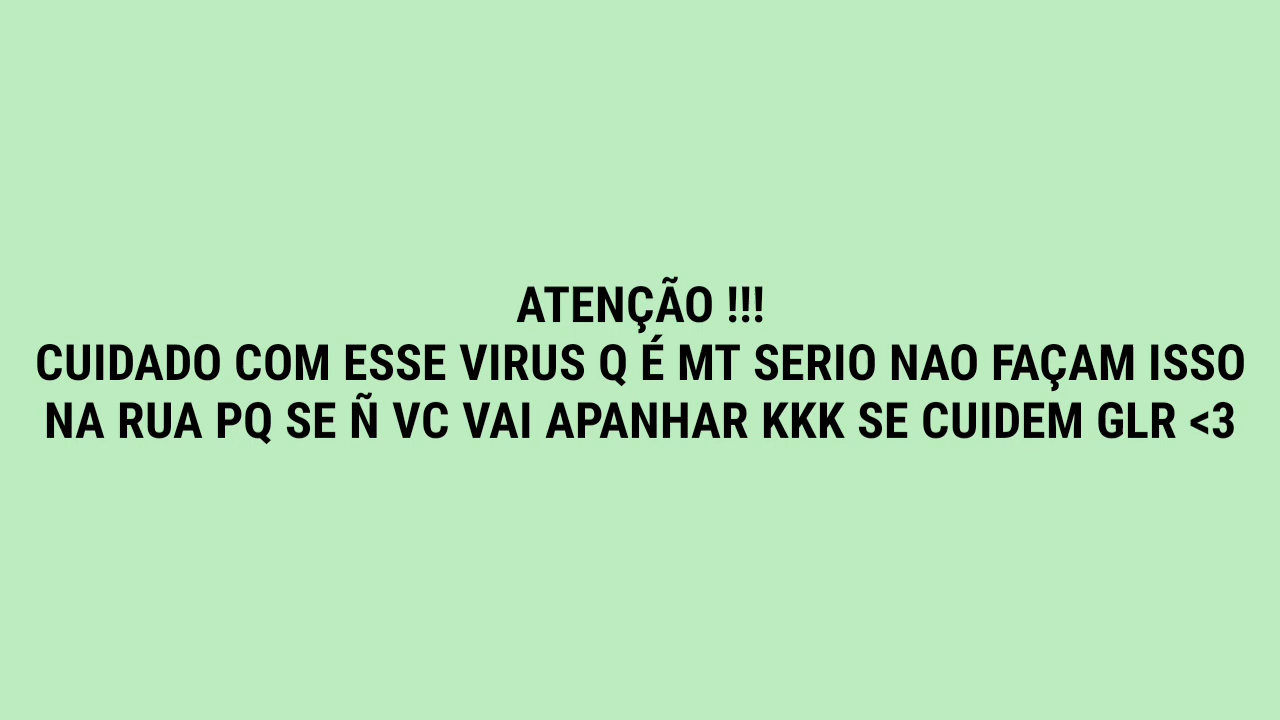 ATENÇÃO !!!
CUIDADO COM ESSE VIRUS Q É MT SERIO NAO FAÇAM ISSO
NA RUA PQ SE Ñ VC VAI APANHAR KKK SE CUIDEM GLR <3